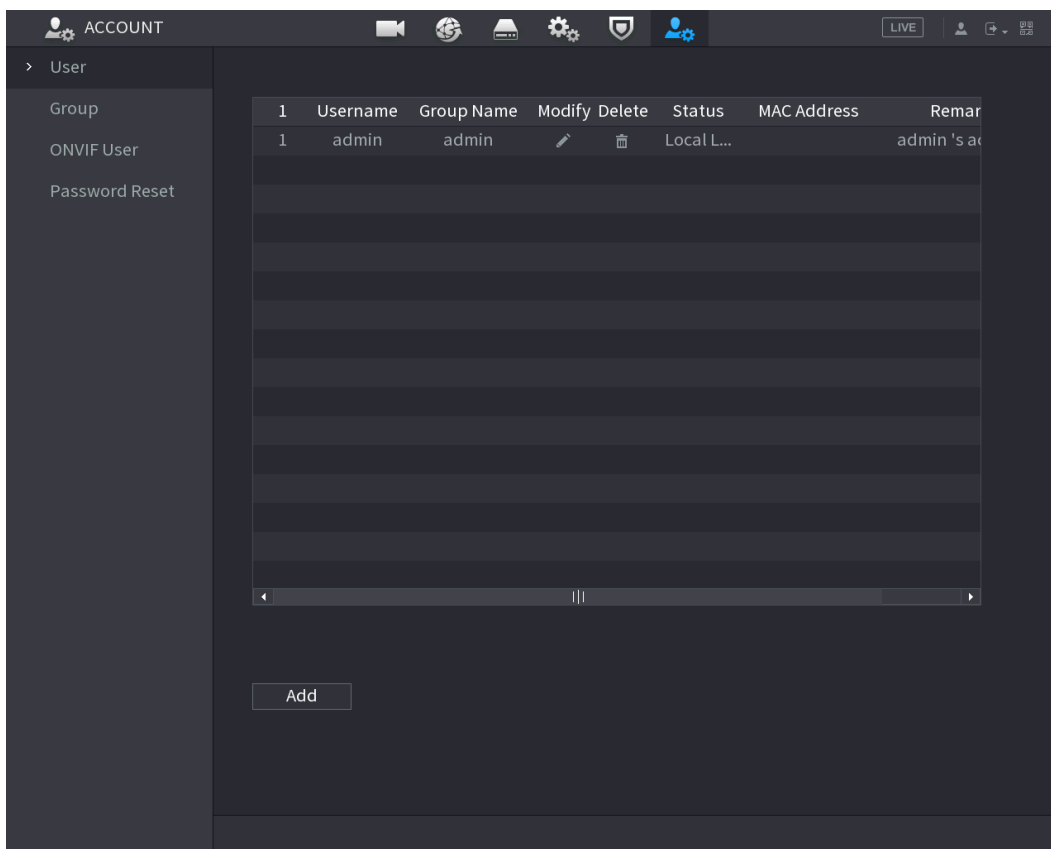 ACCOUNT LIVE
User
Group
ONVIF User
Password Reset
1 Username Group Name Modify Delete Status MAC Address Remar
1 admin admin Local L... admin 's ac
Add